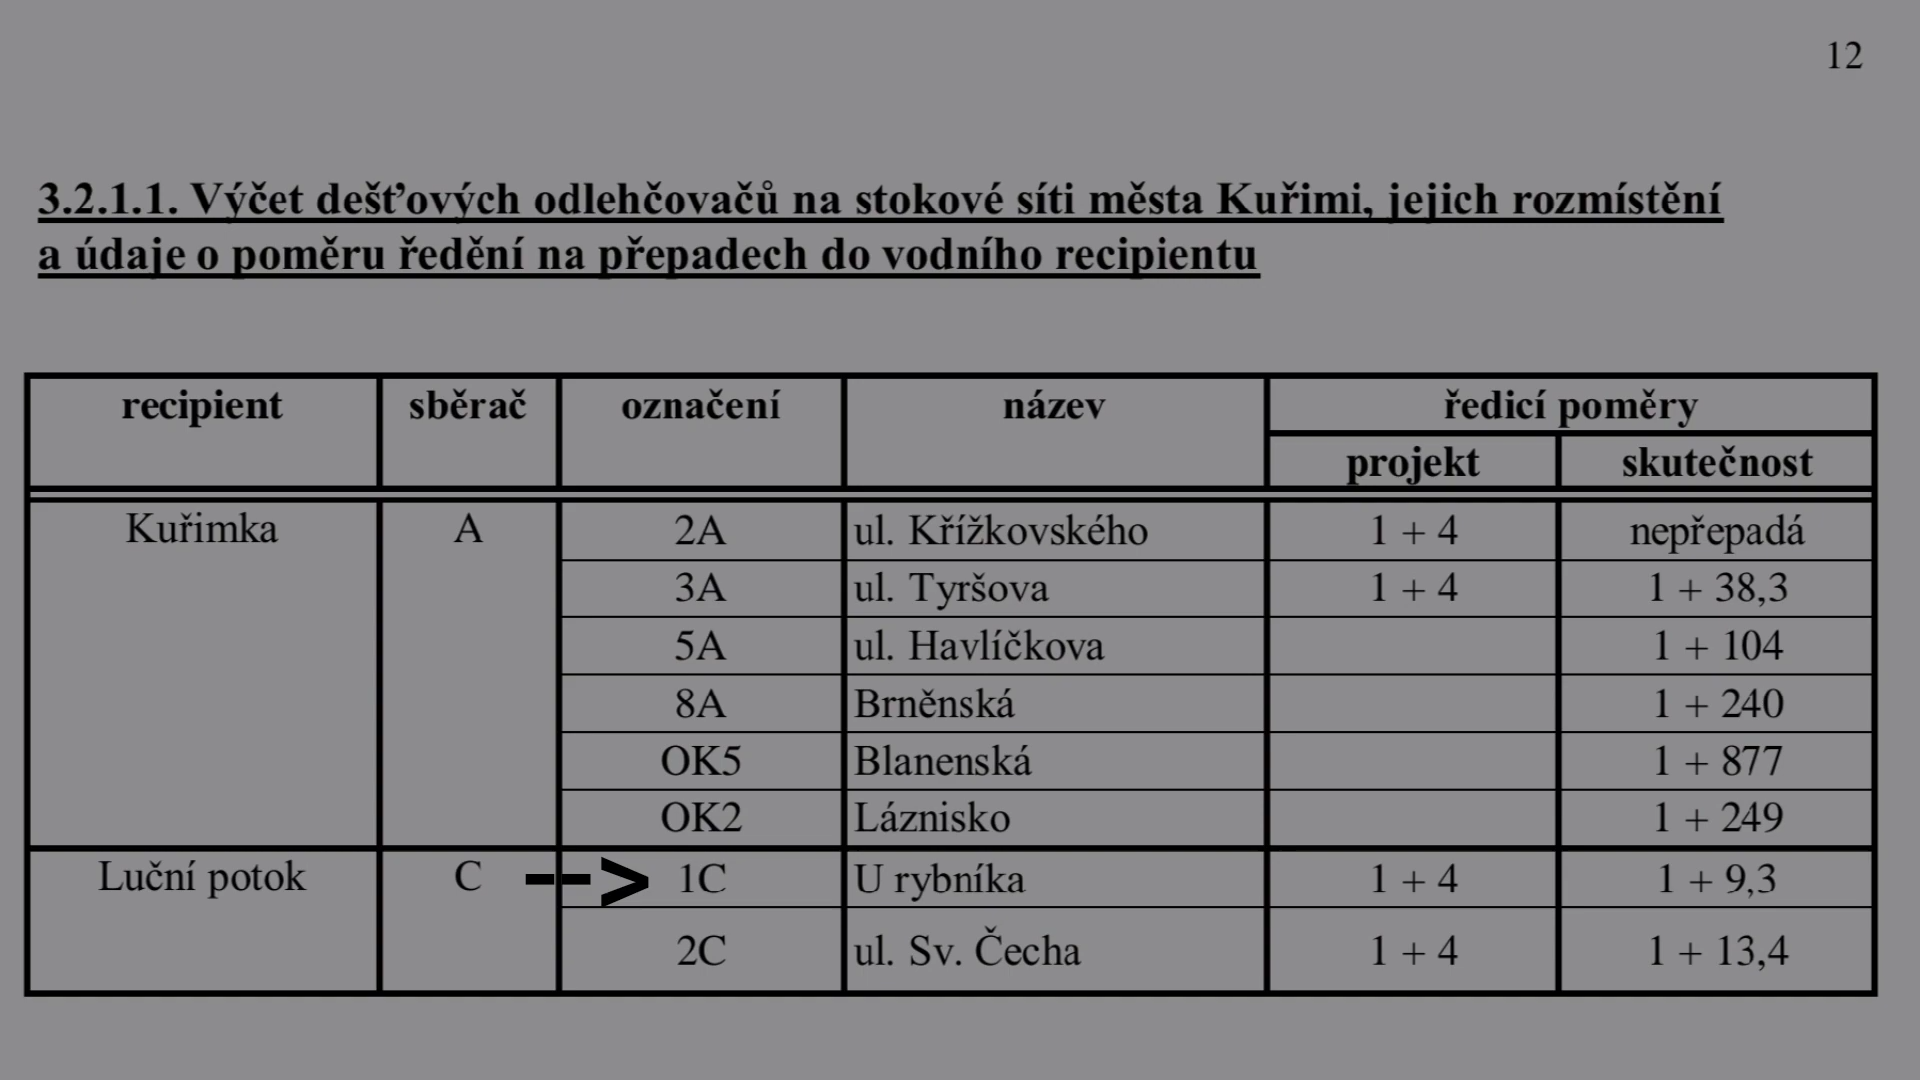 12
3.2.1.1. Výčet dešťových odlehčovačů na stokové síti města Kuřimi, jejich rozmístění
a údaje o poměru ředění na přepadech do vodního recipientu
recipient sběrač označení název ředicí poměry
projekt skutečnost
Kuřimka A 2A ul. Křížkovského 1 + 4 nepřepadá
3A ul. Tyršova 1 + 4 1 + 38,3
5A ul. Havlíčkova 1 + 104
8A Brněnská 1 + 240
OK5 Blanenská 1 + 877
OK2 Láznisko 1 + 249
Luční potok C --> 1C U rybníka 1 + 4 1 + 9,3
2C ul. Sv. Čecha 1 + 4 1 + 13,4